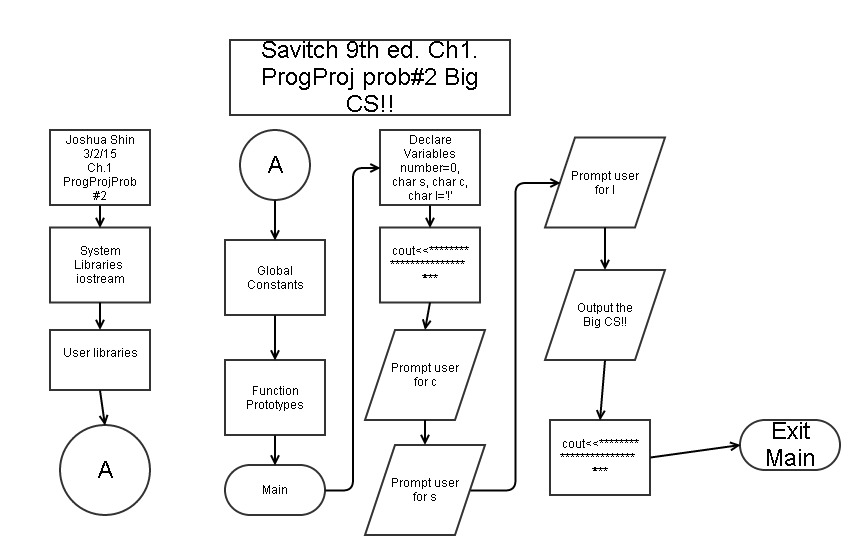 Savitch 9th ed. Ch1.
ProgProj prob#2 Big
CS!!
Joshua Shin
3/2/15
Ch.1
ProgProjProb
#2
System
Libraries
iostream
User libraries
A
A
Global
Constants
Function
Prototypes
Main
Declare
Variables
number=0,
char s, char c,
char l='!'
cout<<********
****************
***
Prompt user
for c
Prompt user
for s
Prompt user
for l
Output the
Big CS!!
cout<<********
****************
***
Exit
Main